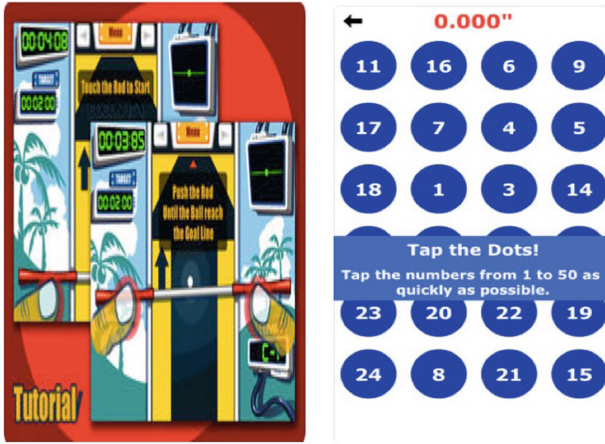 00:04:08
Menu
TARGET
00:02:00
Touch the Rod to Start
00:03:85
Menu
TARGET
00:02:00
Push the Rod
Until the Ball reach
the Goal Line
Tutorial
0.000"
11 16 6 9
17 7 4 5
18 1 3 14
Tap the Dots!
Tap the numbers from 1 to 50 as
quickly as possible.
23 20 22 19
24 8 21 15